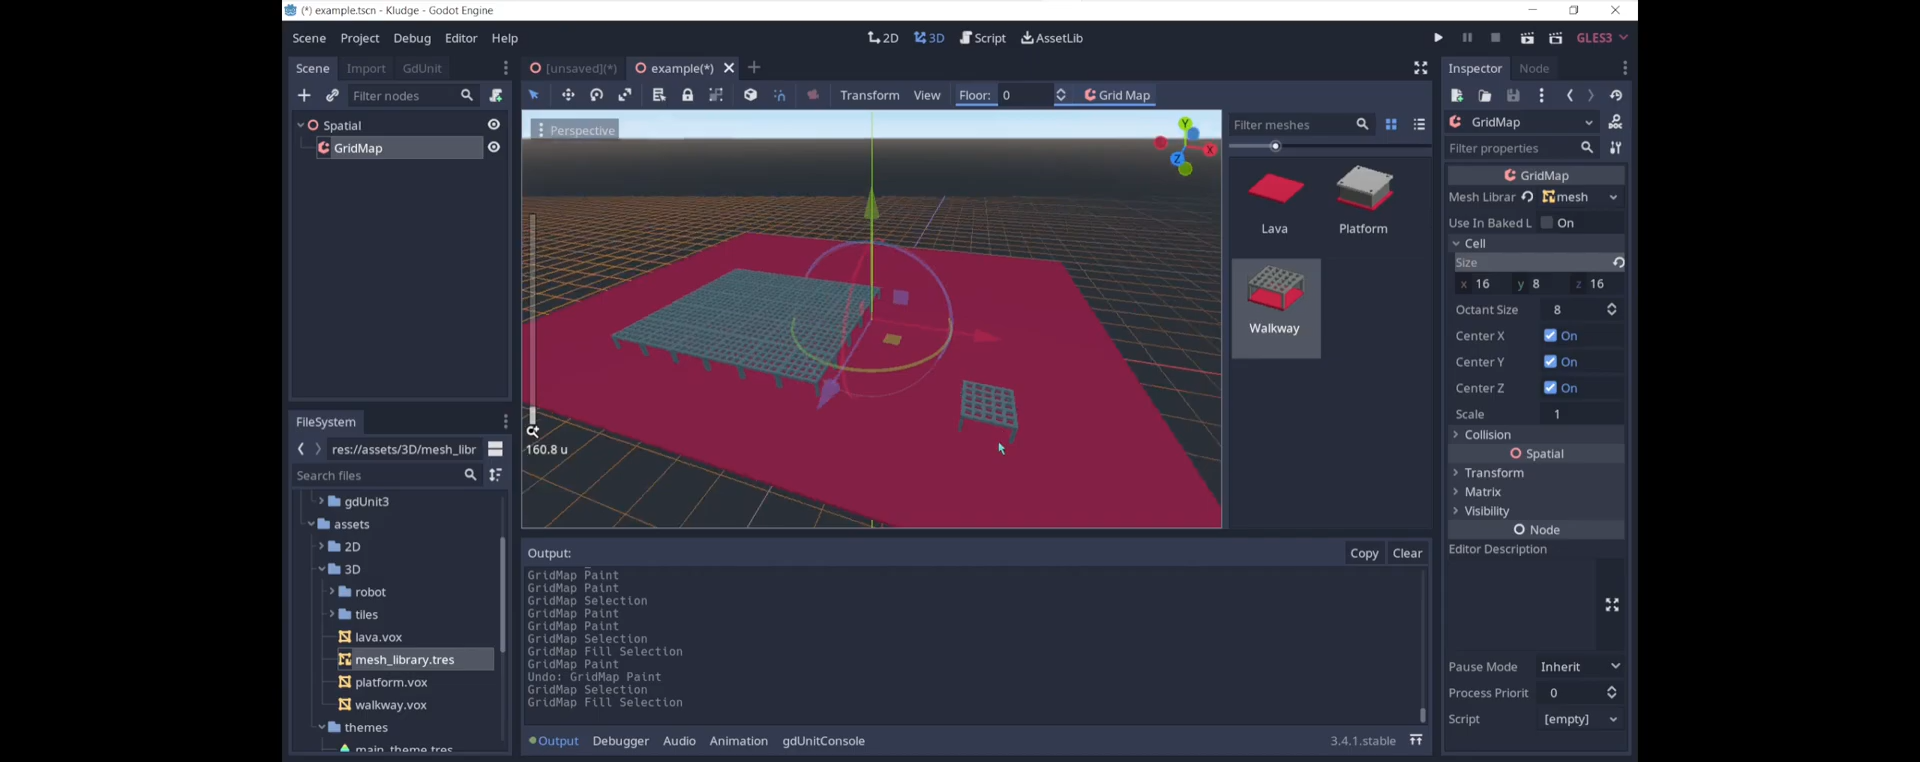 (*) example.tscn - Kludge - Godot Engine
Scene Project Debug Editor Help
2D 3D Script AssetLib
GLES3
Scene Import GdUnit
[unsaved](*) example(*)
Inspector Node
Filter nodes
Transform View Floor: 0 Grid Map
Spatial
GridMap
Perspective
Y
X
Z
Filter meshes
Lava
Platform
Walkway
160.8 u
GridMap
Filter properties
GridMap
Mesh Librar mesh
Use In Baked L On
Cell
Size
x 16 y 8 z 16
Octant Size 8
Center X On
Center Y On
Center Z On
Scale 1
Collision
Spatial
Transform
Matrix
Visibility
Node
Editor Description
Pause Mode Inherit
Process Priorit 0
Script [empty]
FileSystem
res://assets/3D/mesh_libr
Search files
gdUnit3
assets
2D
3D
robot
tiles
lava.vox
mesh_library.tres
platform.vox
walkway.vox
themes
main_theme.tres
Output: Copy Clear
GridMap Paint
GridMap Paint
GridMap Selection
GridMap Paint
GridMap Paint
GridMap Selection
GridMap Fill Selection
GridMap Paint
Undo: GridMap Paint
GridMap Selection
GridMap Fill Selection
Output Debugger Audio Animation gdUnitConsole 3.4.1.stable